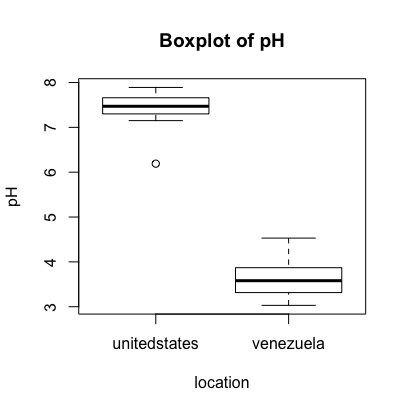 Boxplot of pH
pH
8
7
6
5
4
3
unitedstates venezuela
location